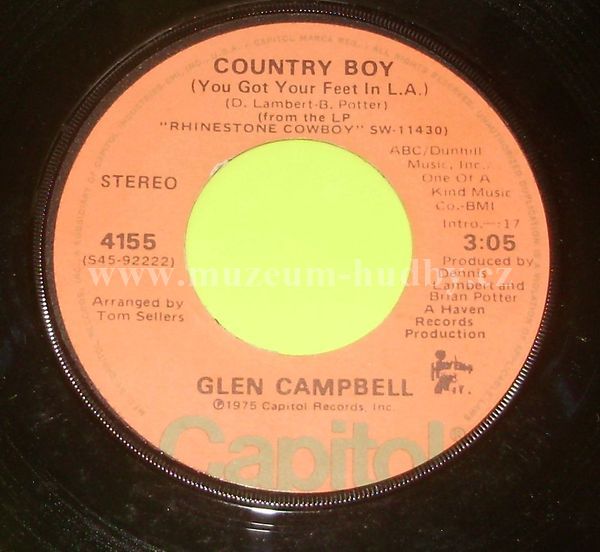 COUNTRY BOY
(You Got Your Feet In L.A.)
(D. Lambert-B. Potter)
(from the LP
"RHINESTONE COWBOY" SW-11430)
ABC/Dunhill
Music, Inc./
One Of A
Kind Music
Co.-BMI
STEREO
Intro.—:17
4155
(S45-92222)
3:05
Produced by
Dennis
Lambert and
Brian Potter
A Haven
Records
Production
Arranged by
Tom Sellers
www.muzeum-hudby.cz
GLEN CAMPBELL
℗1975 Capitol Records, Inc.
Capitol